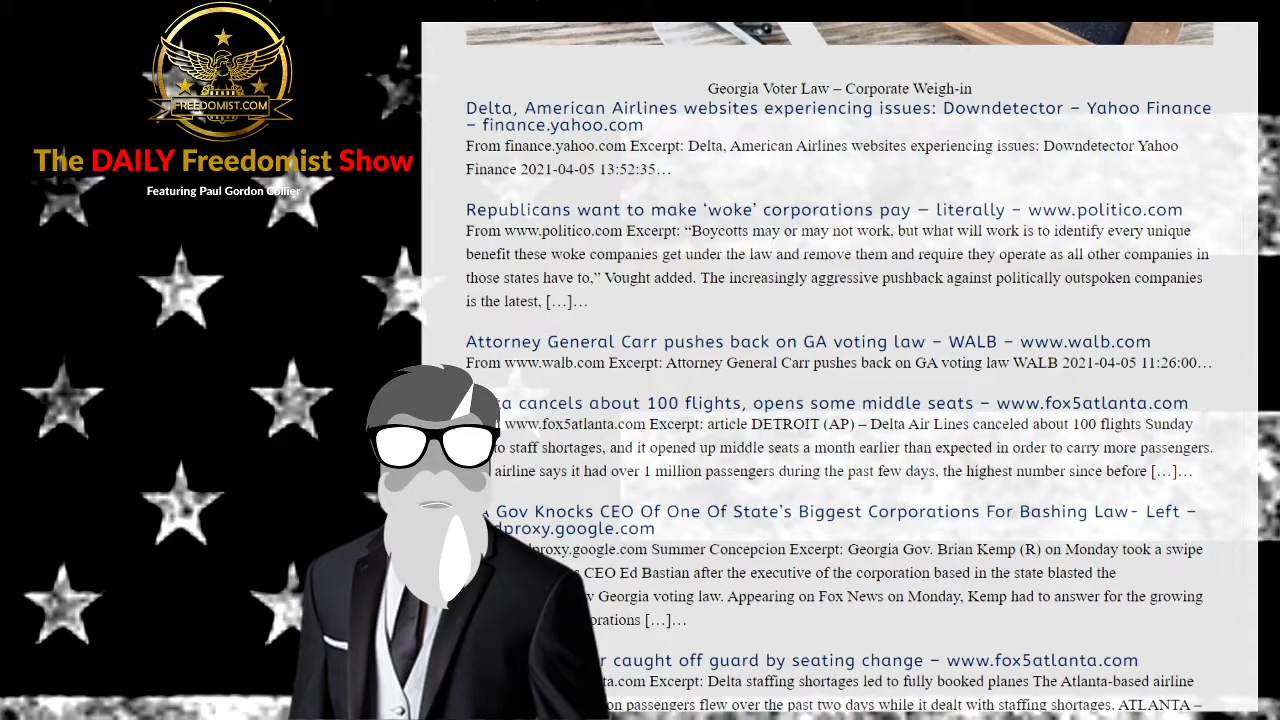 FREEDOMIST.COM
The DAILY Freedomist Show
Featuring Paul Gordon Collier
Georgia Voter Law – Corporate Weigh-in
Delta, American Airlines websites experiencing issues: Downdetector – Yahoo Finance
– finance.yahoo.com
From finance.yahoo.com Excerpt: Delta, American Airlines websites experiencing issues: Downdetector Yahoo
Finance 2021-04-05 13:52:35…
Republicans want to make ‘woke’ corporations pay — literally – www.politico.com
From www.politico.com Excerpt: “Boycotts may or may not work, but what will work is to identify every unique
benefit these woke companies get under the law and remove them and require they operate as all other companies in
those states have to,” Vought added. The increasingly aggressive pushback against politically outspoken companies
is the latest, […]…
Attorney General Carr pushes back on GA voting law – WALB – www.walb.com
From www.walb.com Excerpt: Attorney General Carr pushes back on GA voting law WALB 2021-04-05 11:26:00…
cancels about 100 flights, opens some middle seats – www.fox5atlanta.com
www.fox5atlanta.com Excerpt: article DETROIT (AP) – Delta Air Lines canceled about 100 flights Sunday
to staff shortages, and it opened up middle seats a month earlier than expected in order to carry more passengers.
airline says it had over 1 million passengers during the past few days, the highest number since before […]…
Gov Knocks CEO Of One Of State’s Biggest Corporations For Bashing Law- Left –
dproxy.google.com
proxy.google.com Summer Concepcion Excerpt: Georgia Gov. Brian Kemp (R) on Monday took a swipe
CEO Ed Bastian after the executive of the corporation based in the state blasted the
Georgia voting law. Appearing on Fox News on Monday, Kemp had to answer for the growing
orations […]…
caught off guard by seating change – www.fox5atlanta.com
ta.com Excerpt: Delta staffing shortages led to fully booked planes The Atlanta-based airline
on passengers flew over the past two days while it dealt with staffing shortages. ATLANTA –